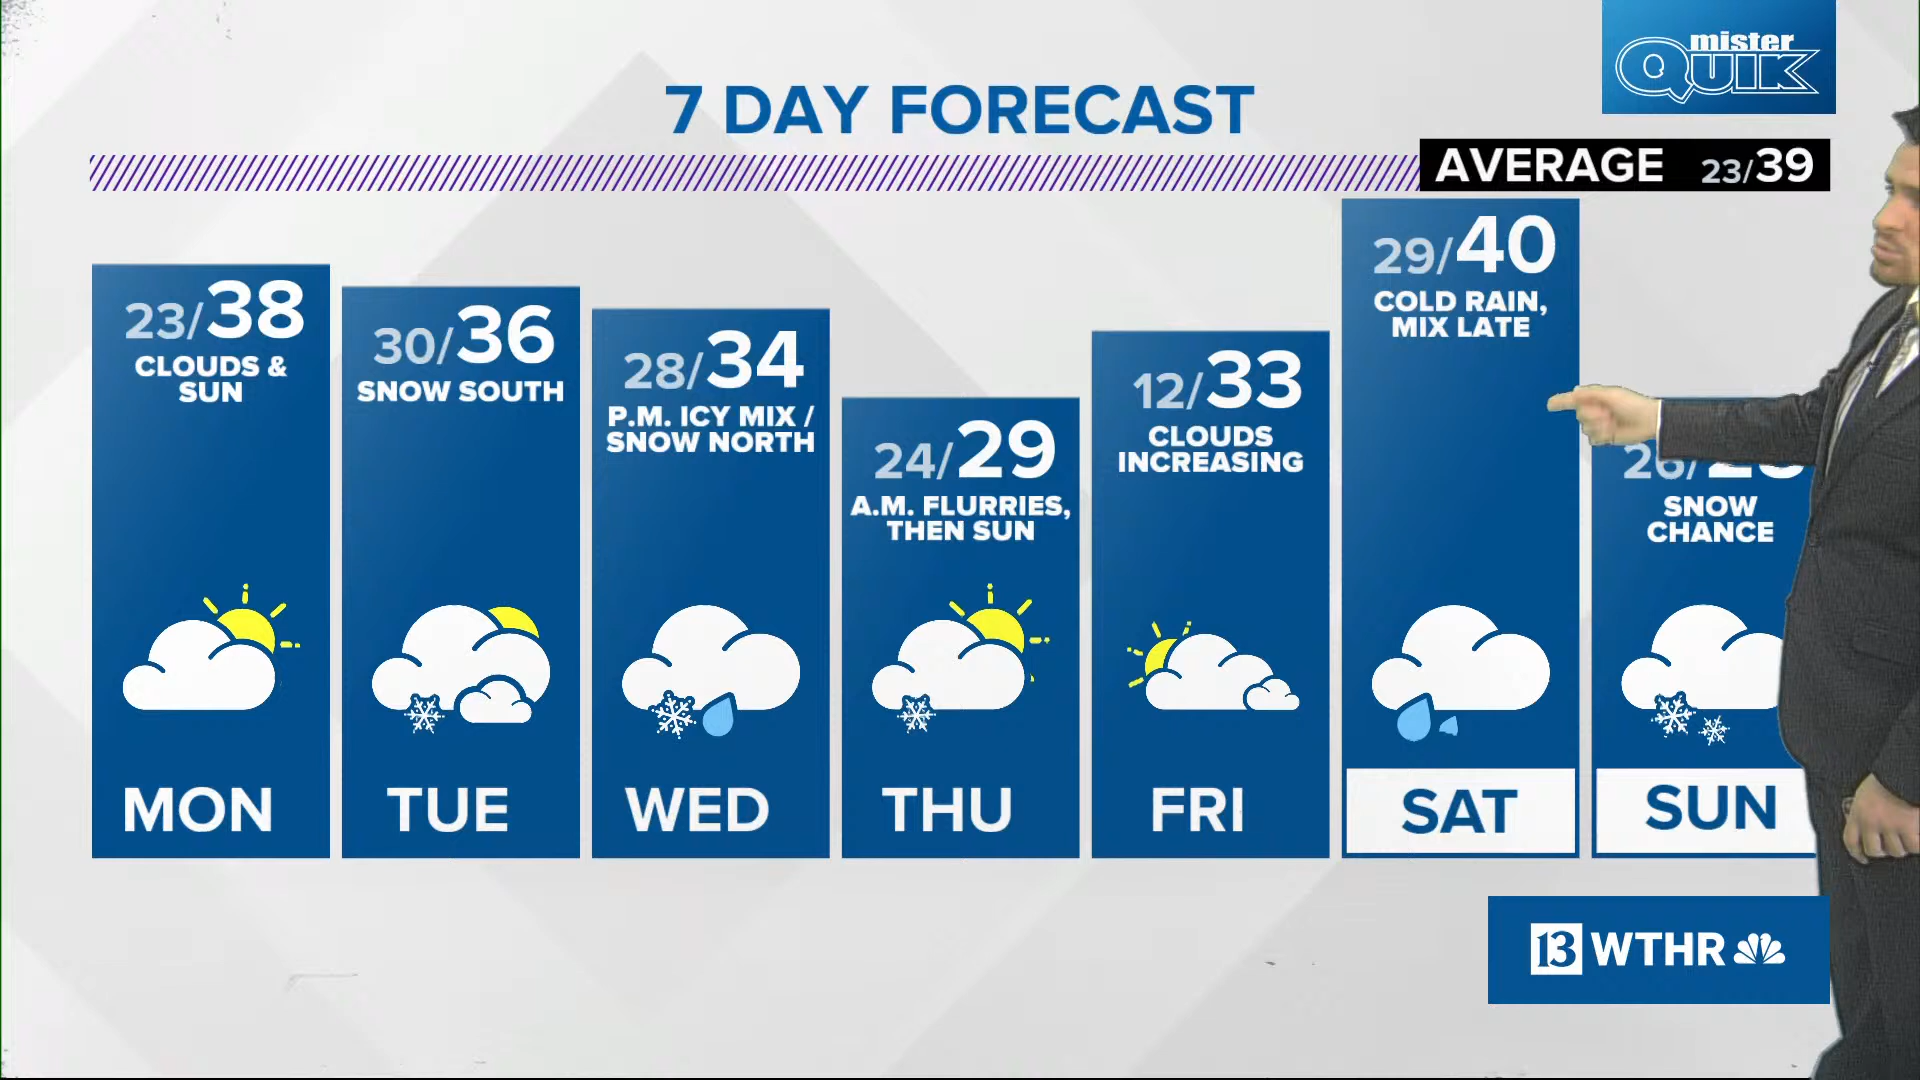 mister
QUIK
7 DAY FORECAST
AVERAGE 23/39
23/38
CLOUDS &
SUN
MON
30/36
SNOW SOUTH
TUE
28/34
P.M. ICY MIX /
SNOW NORTH
WED
24/29
A.M. FLURRIES,
THEN SUN
THU
12/33
CLOUDS
INCREASING
FRI
29/40
COLD RAIN,
MIX LATE
SAT
SNOW
CHANCE
SUN
13 WTHR